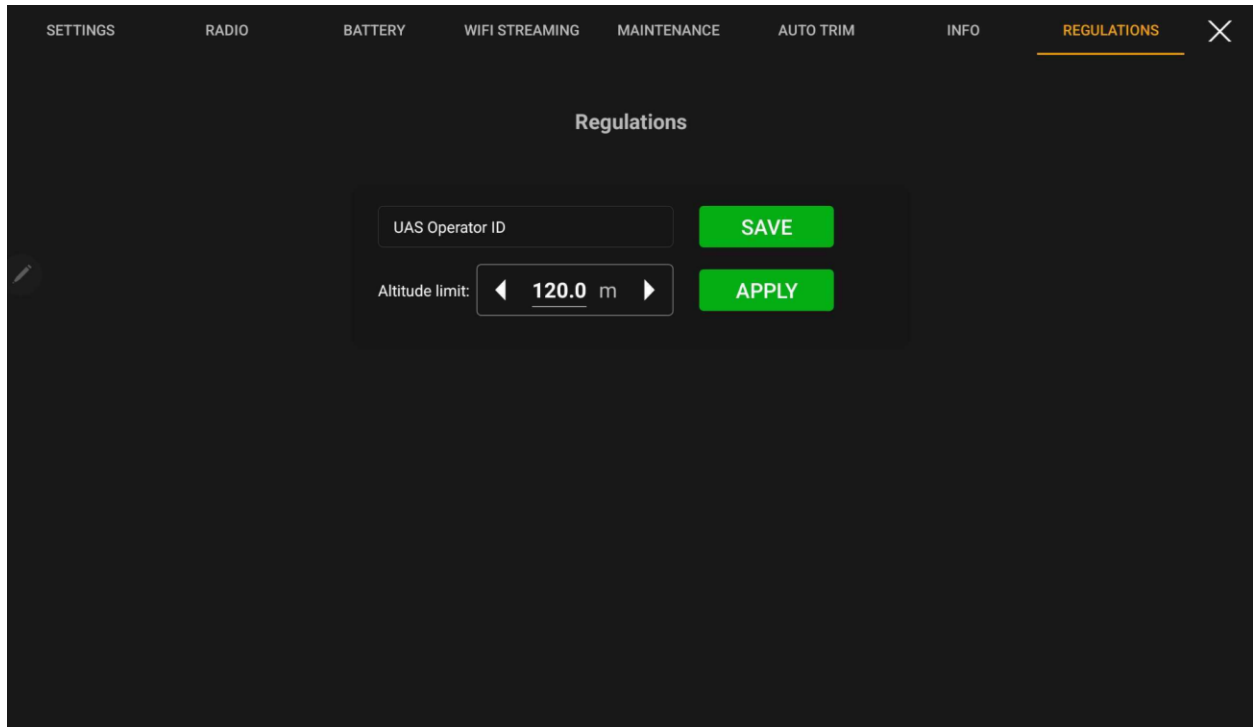 SETTINGS RADIO BATTERY WIFI STREAMING MAINTENANCE AUTO TRIM INFO REGULATIONS
Regulations
UAS Operator ID SAVE
Altitude limit: 120.0 m APPLY